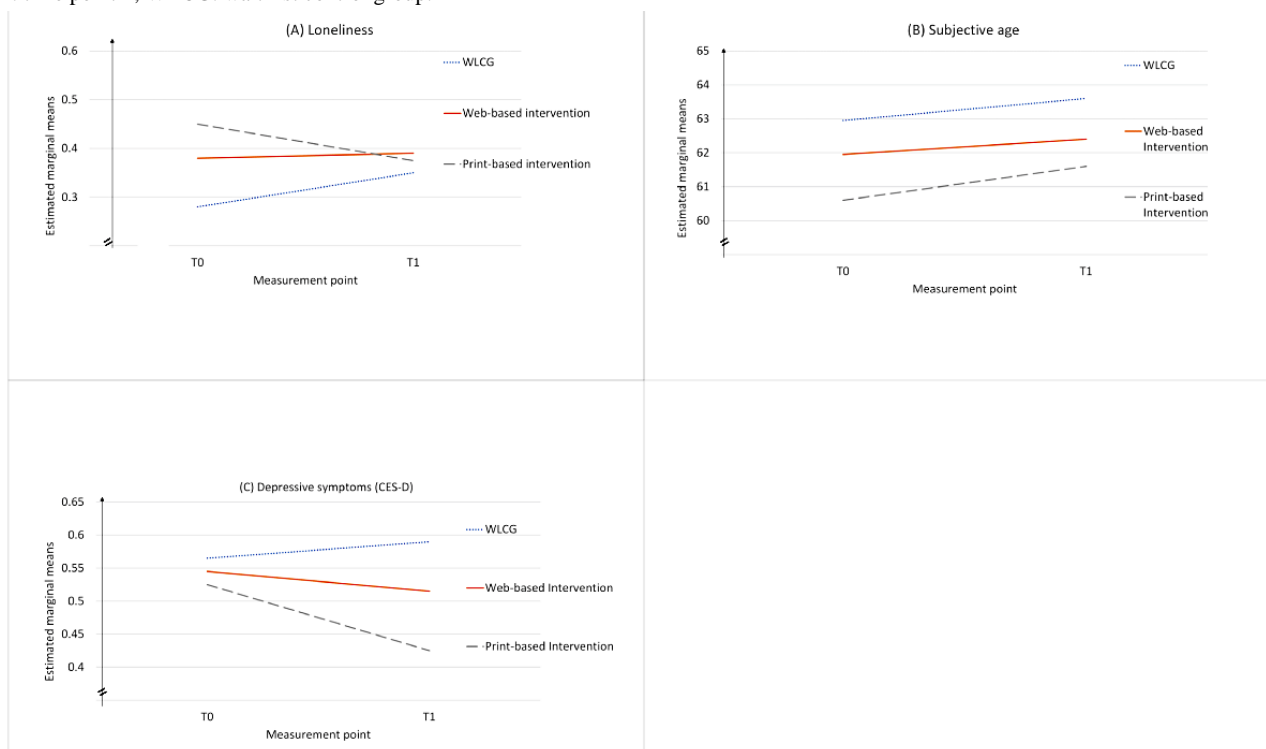 (A) Loneliness
0.6
0.5
0.4
0.3
Estimated marginal means
WLCG
Web-based intervention
Print-based intervention
T0
T1
Measurement point
(B) Subjective age
65
64
63
62
61
60
Estimated marginal means
WLCG
Web-based
Intervention
Print-based
Intervention
T0
T1
Measurement point
(C) Depressive symptoms (CES-D)
0.65
0.6
0.55
0.5
0.45
0.4
Estimated marginal means
WLCG
Web-based Intervention
Print-based Intervention
T0
T1
Measurement point